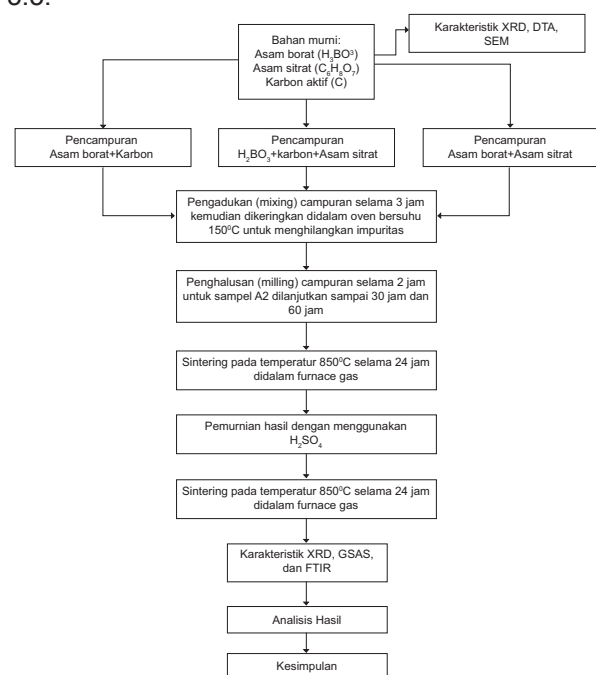 Bahan murni:
Asam borat (H₃BO³)
Asam sitrat (C₆H₈O₇)
Karbon aktif (C)
Karakteristik XRD, DTA,
SEM
Pencampuran
Asam borat+Karbon
Pencampuran
H₂BO₃+karbon+Asam sitrat
Pencampuran
Asam borat+Asam sitrat
Pengadukan (mixing) campuran selama 3 jam
kemudian dikeringkan didalam oven bersuhu
150⁰C untuk menghilangkan impuritas
Penghalusan (milling) campuran selama 2 jam
untuk sampel A2 dilanjutkan sampai 30 jam dan
60 jam
Sintering pada temperatur 850⁰C selama 24 jam
didalam furnace gas
Pemurnian hasil dengan menggunakan
H₂SO₄
Sintering pada temperatur 850⁰C selama 24 jam
didalam furnace gas
Karakteristik XRD, GSAS,
dan FTIR
Analisis Hasil
Kesimpulan